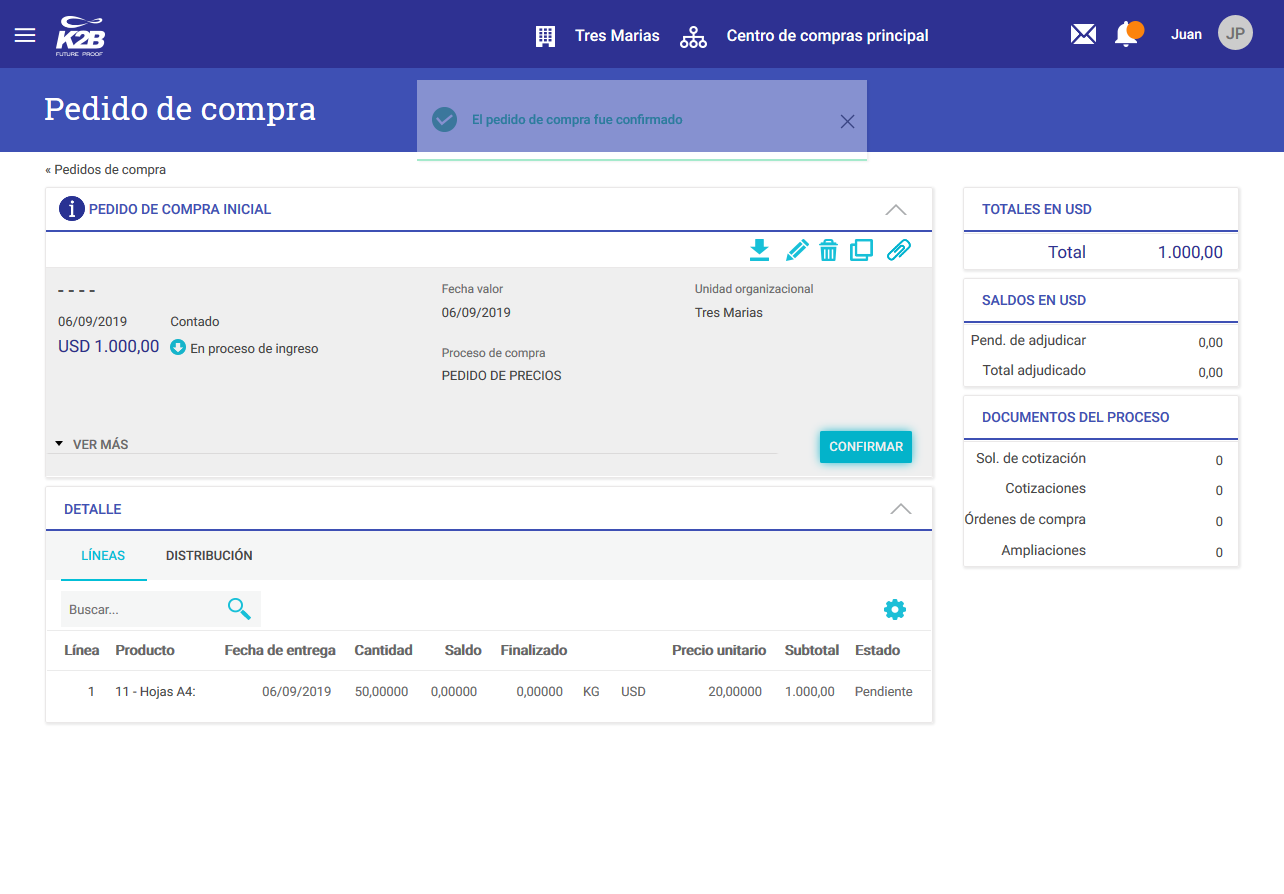 K2B
FUTURE PROOF
Tres Marias
Centro de compras principal
Juan
JP
Pedido de compra
El pedido de compra fue confirmado
« Pedidos de compra
PEDIDO DE COMPRA INICIAL
- - - -
06/09/2019 Contado
USD 1.000,00 En proceso de ingreso
Fecha valor
06/09/2019
Proceso de compra
PEDIDO DE PRECIOS
Unidad organizacional
Tres Marias
VER MÁS
CONFIRMAR
DETALLE
LÍNEAS DISTRIBUCIÓN
Buscar...
Línea Producto Fecha de entrega Cantidad Saldo Finalizado Precio unitario Subtotal Estado
1 11 - Hojas A4: 06/09/2019 50,00000 0,00000 0,00000 KG USD 20,00000 1.000,00 Pendiente
TOTALES EN USD
Total 1.000,00
SALDOS EN USD
Pend. de adjudicar 0,00
Total adjudicado 0,00
DOCUMENTOS DEL PROCESO
Sol. de cotización 0
Cotizaciones 0
Órdenes de compra 0
Ampliaciones 0